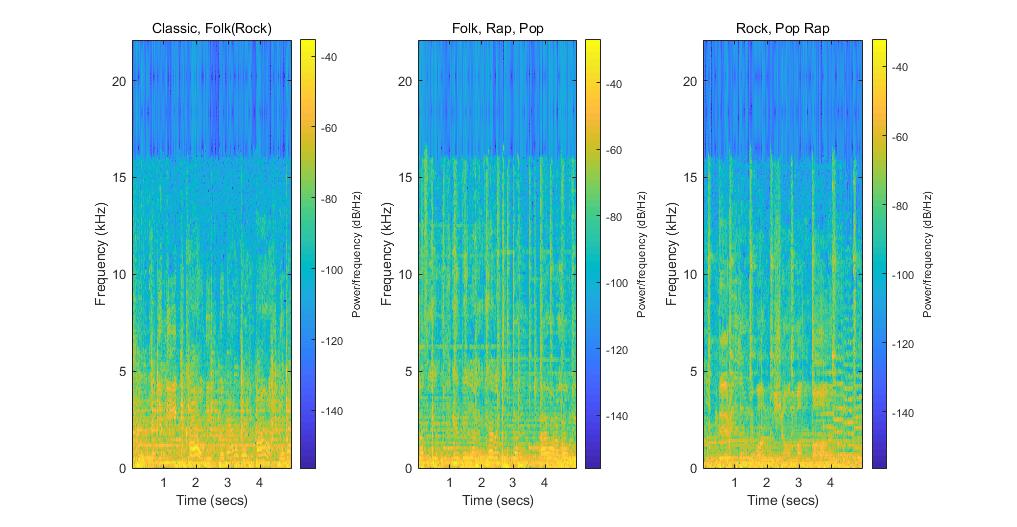 Classic, Folk(Rock)
20
15
10
5
0
Frequency (kHz)
1 2 3 4
Time (secs)
-40
-60
-80
-100
-120
-140
Power/frequency (dB/Hz)
Folk, Rap, Pop
20
15
10
5
0
Frequency (kHz)
1 2 3 4
Time (secs)
-40
-60
-80
-100
-120
-140
Power/frequency (dB/Hz)
Rock, Pop Rap
20
15
10
5
0
Frequency (kHz)
1 2 3 4
Time (secs)
-40
-60
-80
-100
-120
-140
Power/frequency (dB/Hz)